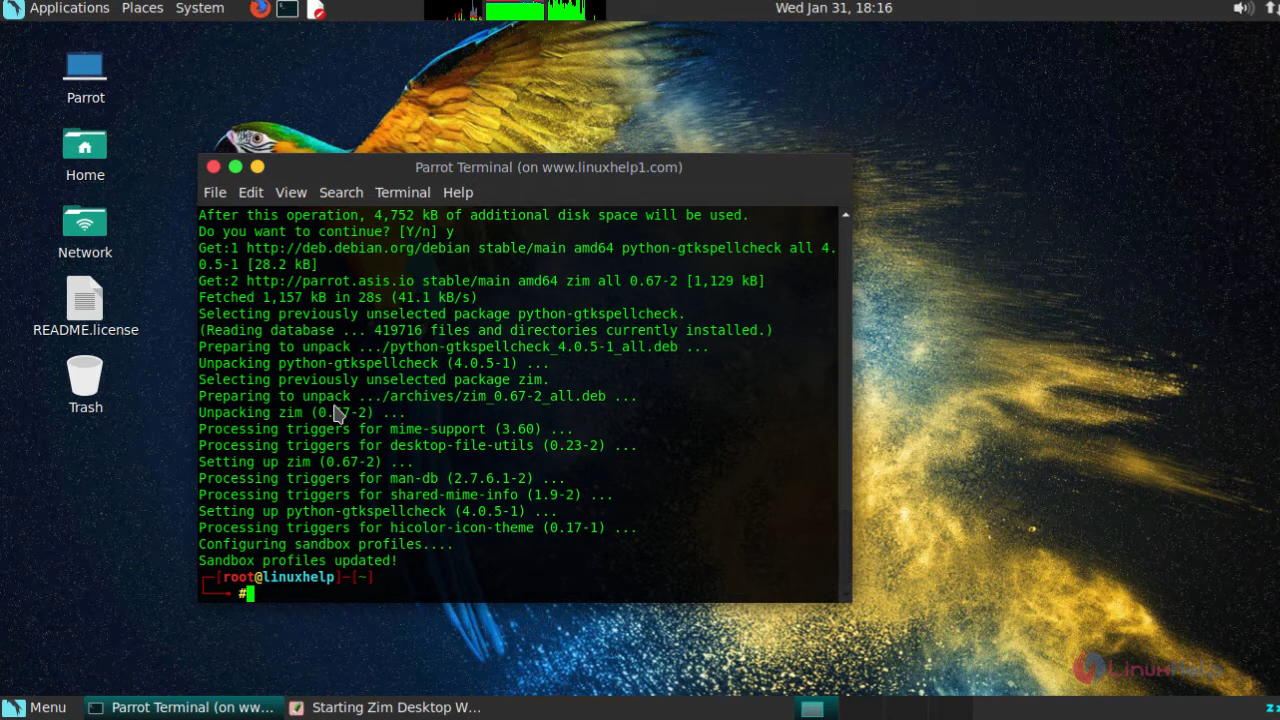 Applications Places System
Wed Jan 31, 18:16
Parrot
Home
Network
README.license
Trash
Parrot Terminal (on www.linuxhelp1.com)
File Edit View Search Terminal Help
After this operation, 4,752 kB of additional disk space will be used.
Do you want to continue? [Y/n] y
Get:1 http://deb.debian.org/debian stable/main amd64 python-gtkspellcheck all 4.
0.5-1 [28.2 kB]
Get:2 http://parrot.asis.io stable/main amd64 zim all 0.67-2 [1,129 kB]
Fetched 1,157 kB in 28s (41.1 kB/s)
Selecting previously unselected package python-gtkspellcheck.
(Reading database ... 419716 files and directories currently installed.)
Preparing to unpack .../python-gtkspellcheck_4.0.5-1_all.deb ...
Unpacking python-gtkspellcheck (4.0.5-1) ...
Selecting previously unselected package zim.
Preparing to unpack .../archives/zim_0.67-2_all.deb ...
Unpacking zim (0.67-2) ...
Processing triggers for mime-support (3.60) ...
Processing triggers for desktop-file-utils (0.23-2) ...
Setting up zim (0.67-2) ...
Processing triggers for man-db (2.7.6.1-2) ...
Processing triggers for shared-mime-info (1.9-2) ...
Setting up python-gtkspellcheck (4.0.5-1) ...
Processing triggers for hicolor-icon-theme (0.17-1) ...
Configuring sandbox profiles....
Sandbox profiles updated!
┌─[root@linuxhelp]─[~]
└──╼ #
LinuxHelp
Menu Parrot Terminal (on ww... Starting Zim Desktop W...